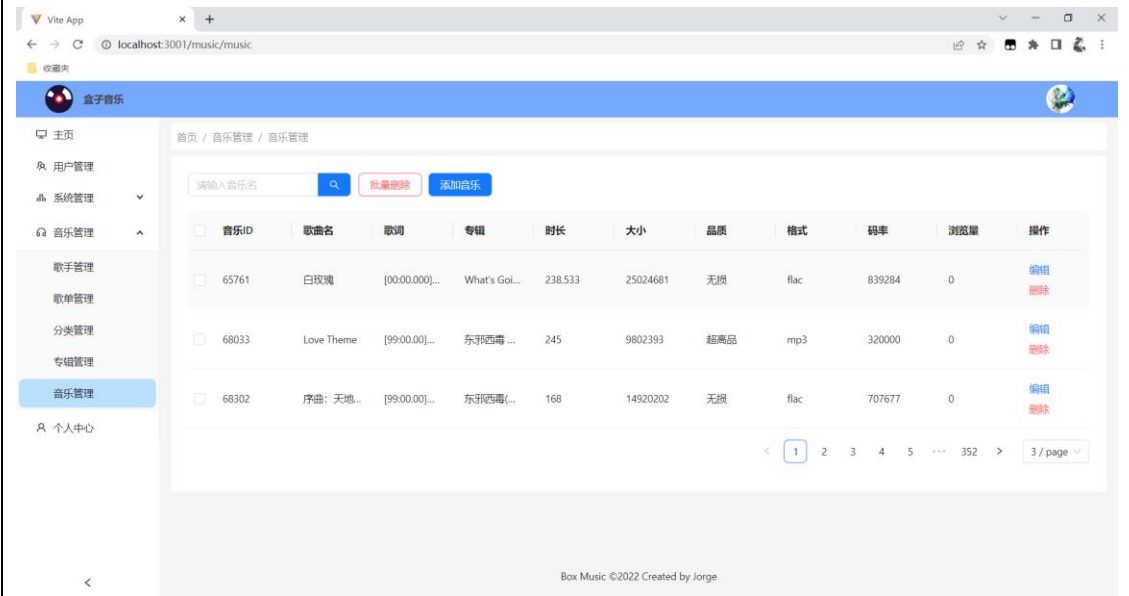 Vite App
localhost:3001/music/music
收藏夹
盒子音乐
主页
首页 / 音乐管理 / 音乐管理
用户管理
系统管理
音乐管理
歌手管理
歌单管理
分类管理
专辑管理
音乐管理
个人中心
请输入音乐名 批量删除 添加音乐
音乐ID 歌曲名 歌词 专辑 时长 大小 品质 格式 码率 浏览量 操作
65761 白玫瑰 [00:00.000]... What's Goi... 238.533 25024681 无损 flac 839284 0 编辑 删除
68033 Love Theme [99:00.00]... 东邪西毒 ... 245 9802393 超高品 mp3 320000 0 编辑 删除
68302 序曲：天地... [99:00.00]... 东邪西毒(... 168 14920202 无损 flac 707677 0 编辑 删除
< 1 2 3 4 5 ••• 352 > 3 / page
Box Music ©2022 Created by Jorge